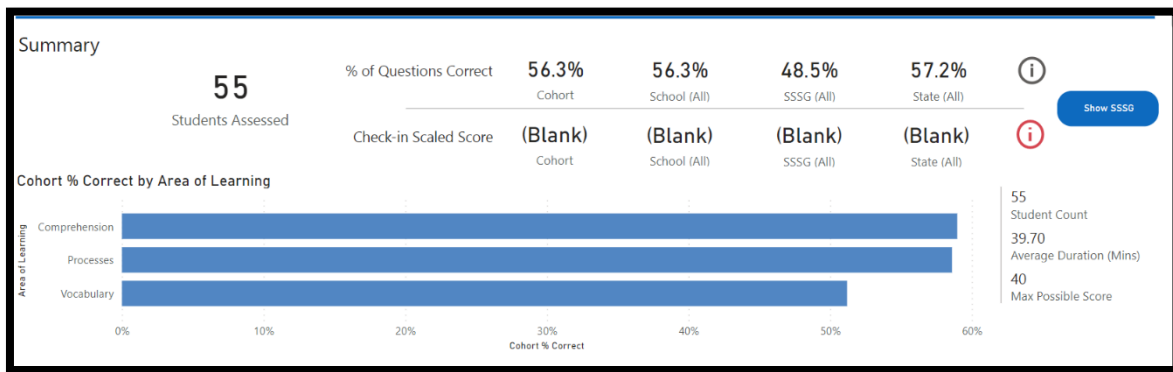 Summary
55
Students Assessed
% of Questions Correct
56.3%
Cohort
56.3%
School (All)
48.5%
SSSG (All)
57.2%
State (All)
Show SSSG
Check-in Scaled Score
(Blank)
Cohort
(Blank)
School (All)
(Blank)
SSSG (All)
(Blank)
State (All)
Cohort % Correct by Area of Learning
Area of Learning
Comprehension
Processes
Vocabulary
0%
10%
20%
30%
40%
50%
60%
Cohort % Correct
55
Student Count
39.70
Average Duration (Mins)
40
Max Possible Score